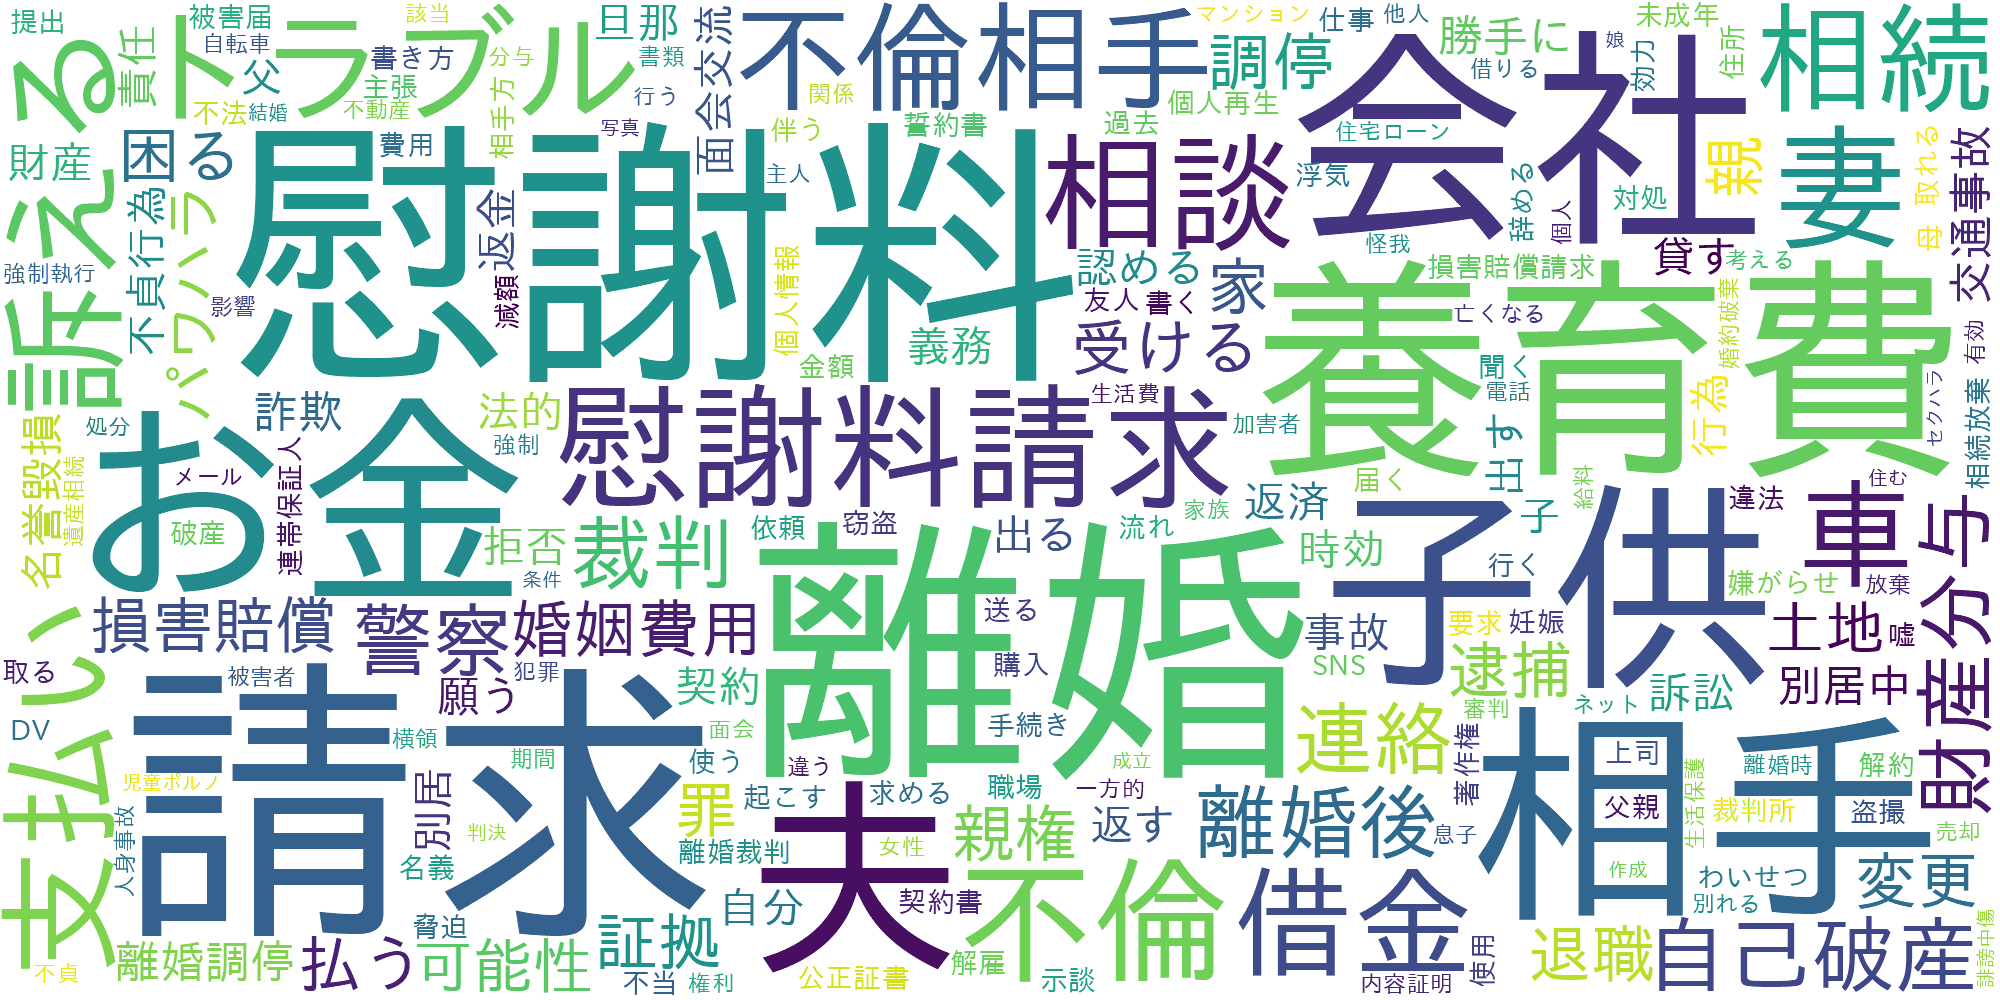 提出
被害届
該当
旦那
不倫相手
マンション
仕事
他人
勝手に
未成年
相続
トラブル
自転車
書き方
分与
書類
面会交流
調停
借りる
娘
効力
住所
訴える
責任
父
主張
不法
結婚
不動産
相手方
行う
関係
個人再生
会社
財産
困る
費用
写真
伴う
誓約書
過去
住宅ローン
親
妻
取れる
交通事故
慰謝料
主人
相談
浮気
辞める
個人
対処
母
不貞行為
パワハラ
返金
個人情報
認める
家
怪我
損害賠償請求
貸す
考える
強制執行
影響
減額
義務
友人
書く
受ける
亡くなる
婚約破棄
有効
養育費
金額
聞く
電話
行為
セクハラ
相続放棄
詐欺
法的
強制
慰謝料請求
生活費
加害者
出す
名誉毀損
処分
お金
遺産相続
メール
破産
連帯保証人
拒否
裁判
依頼
窃盗
出る
流れ
家族
返済
届く
給料
子
時効
違法
車
住む
条件
離婚
子供
行く
嫌がらせ
放棄
財産分与
支払い
損害賠償
警察
婚姻費用
送る
事故
要求
妊娠
土地
嘘
取る
被害者
犯罪
願う
契約
購入
SNS
逮捕
別居中
DV
請求
横領
面会
手続き
審判
ネット
訴訟
児童ポルノ
別居
期間
使う
違う
成立
連絡
著作権
相手
上司
離婚時
解約
人身事故
判決
罪
起こす
夫
求める
職場
一方的
離婚後
父親
生活保護
裁判所
盗撮
売却
名義
離婚裁判
女性
親権
返す
息子
作成
わいせつ
別れる
変更
脅迫
自分
契約書
不倫
借金
不貞
離婚調停
払う
可能性
証拠
不当
権利
公正証書
解雇
示談
内容証明
使用
退職
自己破産
誹謗中傷